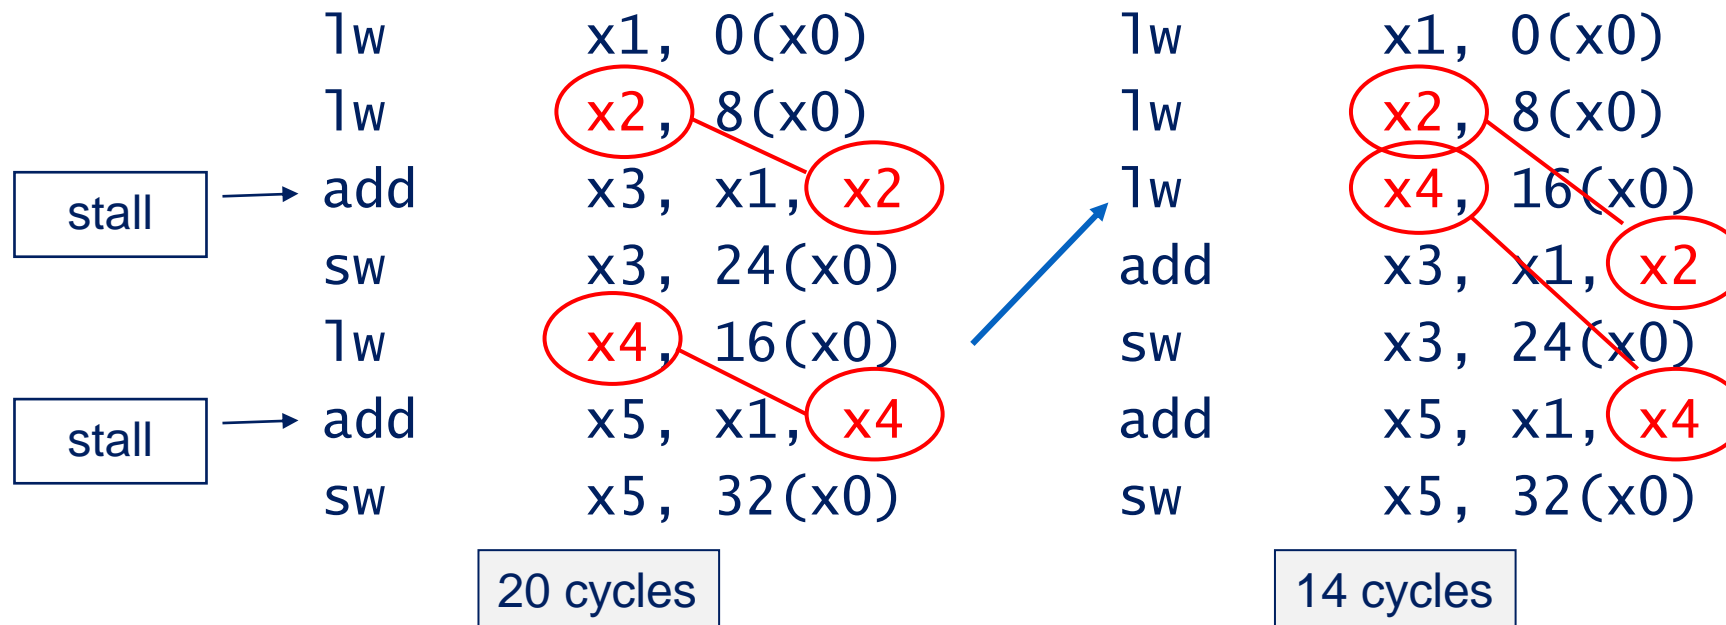 lw x1, 0(x0)
lw x2, 8(x0)
stall add x3, x1, x2
sw x3, 24(x0)
lw x4, 16(x0)
stall add x5, x1, x4
sw x5, 32(x0)
20 cycles
lw x1, 0(x0)
lw x2, 8(x0)
lw x4, 16(x0)
add x3, x1, x2
sw x3, 24(x0)
add x5, x1, x4
sw x5, 32(x0)
14 cycles